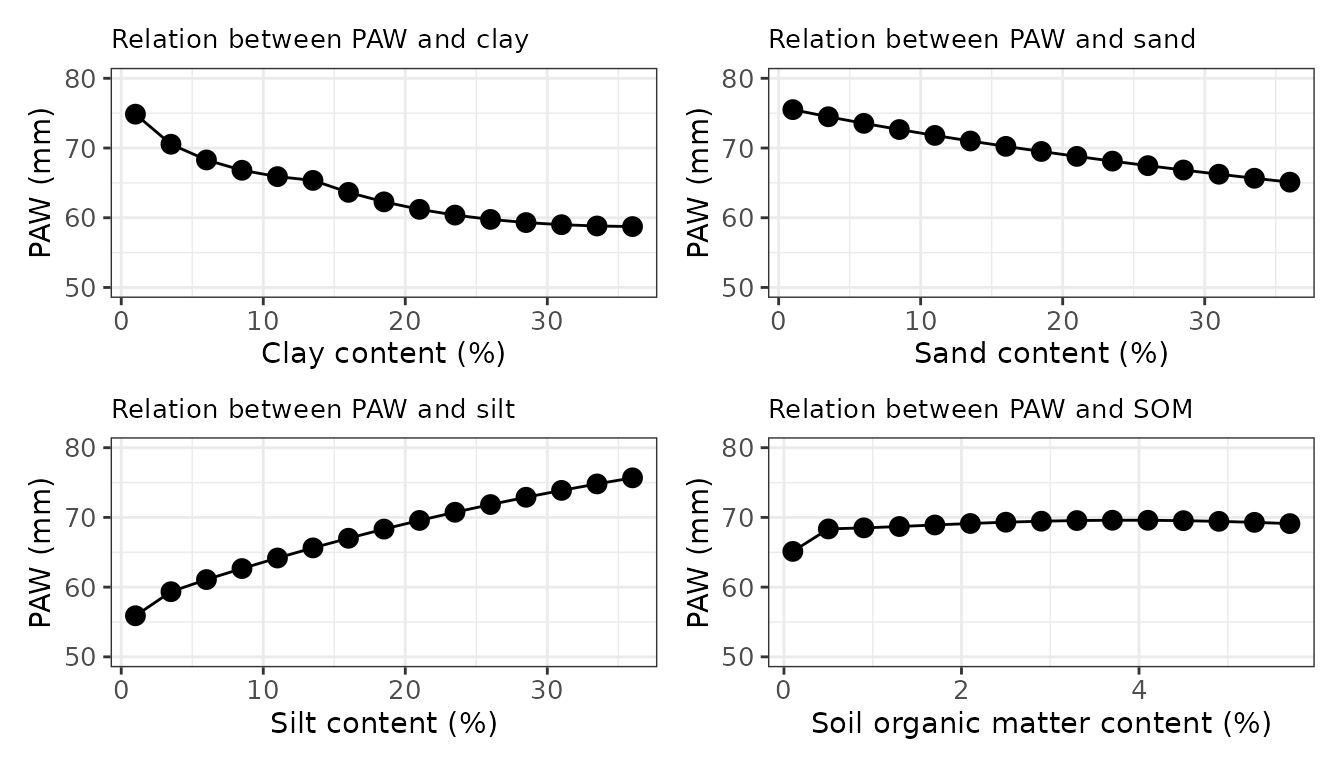 Relation between PAW and clay
PAW (mm)
80
70
60
50
0 10 20 30
Clay content (%)
Relation between PAW and sand
PAW (mm)
80
70
60
50
0 10 20 30
Sand content (%)
Relation between PAW and silt
PAW (mm)
80
70
60
50
0 10 20 30
Silt content (%)
Relation between PAW and SOM
PAW (mm)
80
70
60
50
0 2 4
Soil organic matter content (%)